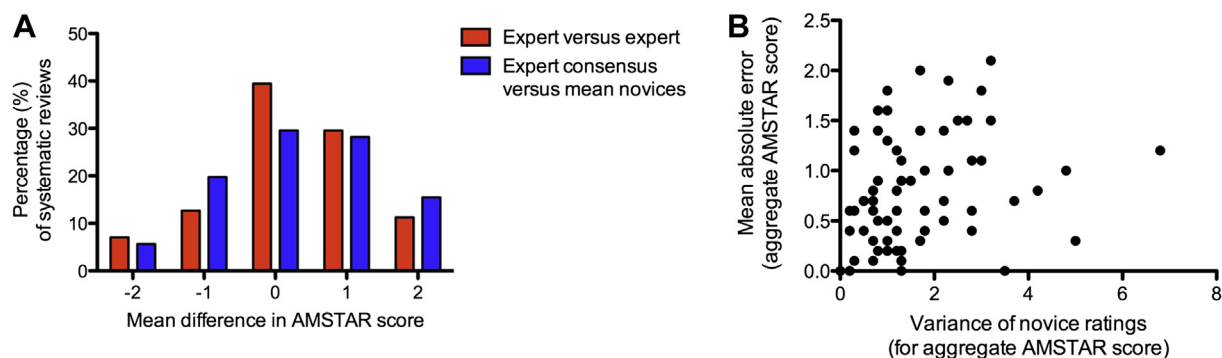 A
50
40
30
20
10
0
Percentage (%)
of systematic reviews
-2 -1 0 1 2
Mean difference in AMSTAR score
Expert versus expert
Expert consensus
versus mean novices
B
2.5
2.0
1.5
1.0
0.5
0.0
Mean absolute error
(aggregate AMSTAR score)
0 2 4 6 8
Variance of novice ratings
(for aggregate AMSTAR score)